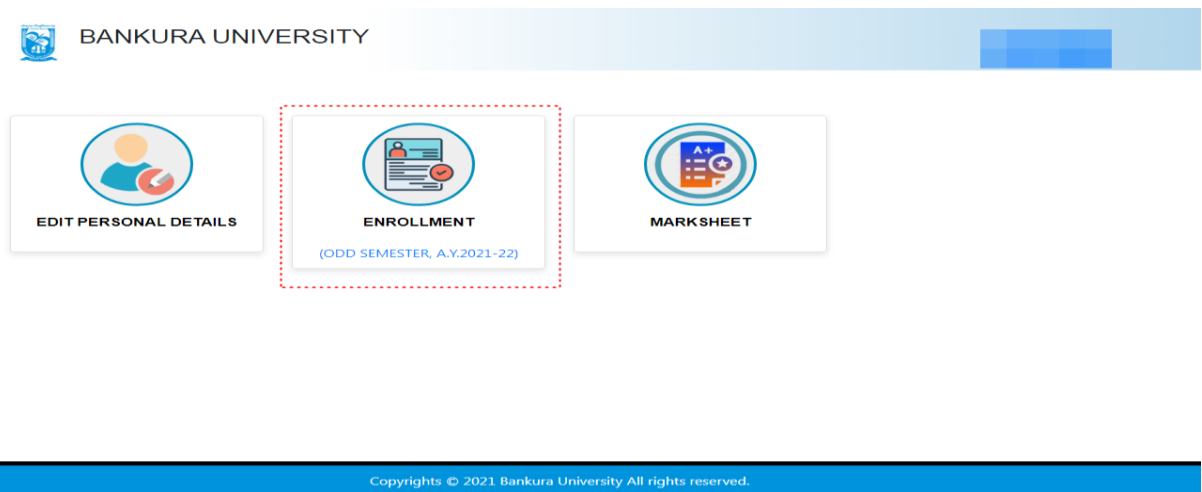 BANKURA UNIVERSITY
EDIT PERSONAL DETAILS
ENROLLMENT
(ODD SEMESTER, A.Y.2021-22)
A+
MARKSHEET
Copyrights © 2021 Bankura University All rights reserved.